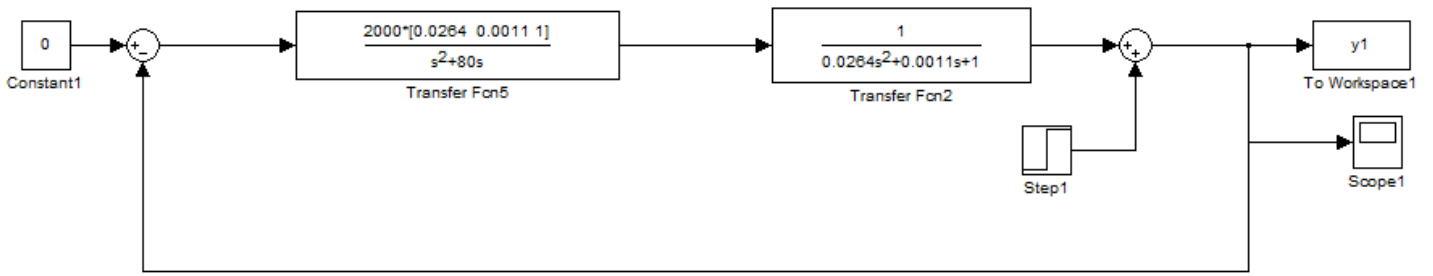 0
Constant1
2000*[0.0264 0.0011 1]
s2+80s
Transfer Fcn5
1
0.0264s2+0.0011s+1
Transfer Fcn2
Step1
y1
To Workspace1
Scope1